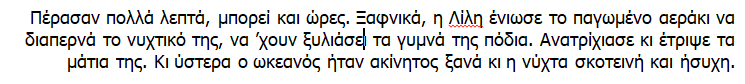 Πέρασαν πολλά λεπτά, μπορεί και ώρες. Ξαφνικά, η Λίλη ένιωσε το παγωμένο αεράκι να
διαπερνά το νυχτικό της, να ’χουν ξυλιάσει τα γυμνά της πόδια. Ανατρίχιασε κι έτριψε τα
μάτια της. Κι ύστερα ο ωκεανός ήταν ακίνητος ξανά κι η νύχτα σκοτεινή και ήσυχη.